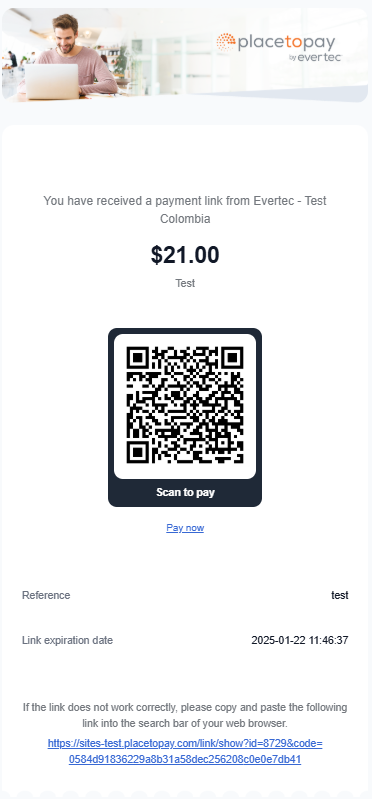 placetopay
by evertec
You have received a payment link from Evertec - Test
Colombia
$21.00
Test
Scan to pay
Pay now
Reference test
Link expiration date 2025-01-22 11:46:37
If the link does not work correctly, please copy and paste the following
link into the search bar of your web browser.
https://sites-test.placetopay.com/link/show?id=8729&code=
0584d91836229a8b31a58dec256208c0e0e7db41